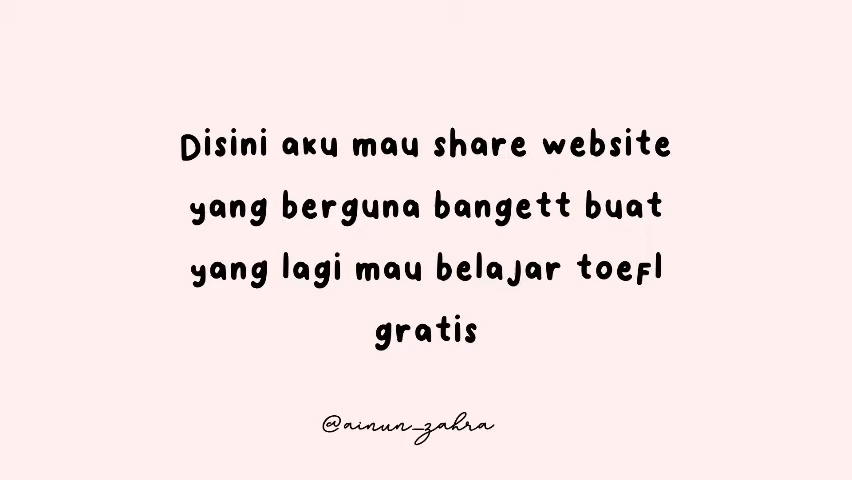 Disini aku mau share website
yang berguna bangett buat
yang lagi mau belajar toefl
gratis
@ainun_zahra